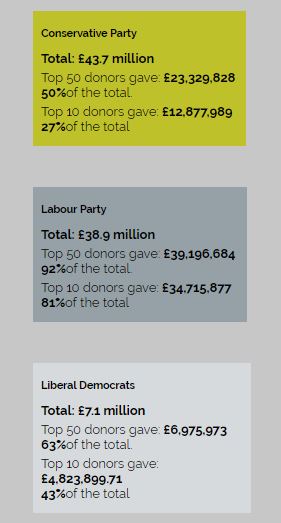 Conservative Party
Total: £43.7 million
Top 50 donors gave: £23,329,828
50%of the total.
Top 10 donors gave: £12,877,989
27%of the total
Labour Party
Total: £38.9 million
Top 50 donors gave: £39,196,684
92%of the total.
Top 10 donors gave: £34,715,877
81%of the total
Liberal Democrats
Total: £7.1 million
Top 50 donors gave: £6,975,973
63%of the total.
Top 10 donors gave:
£4,823,899.71
43%of the total